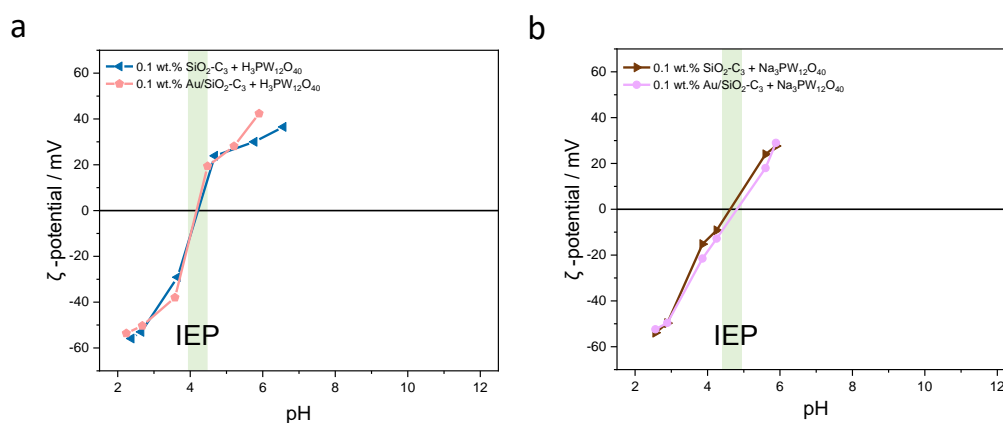 a
0.1 wt.% SiO₂-C₃ + H₃PW₁₂O₄₀
0.1 wt.% Au/SiO₂-C₃ + H₃PW₁₂O₄₀
60
40
20
0
-20
-40
-60
ζ -potential / mV
IEP
2 4 6 8 10 12
pH
b
0.1 wt.% SiO₂-C₃ + Na₃PW₁₂O₄₀
0.1 wt.% Au/SiO₂-C₃ + Na₃PW₁₂O₄₀
60
40
20
0
-20
-40
-60
ζ -potential / mV
IEP
2 4 6 8 10 12
pH